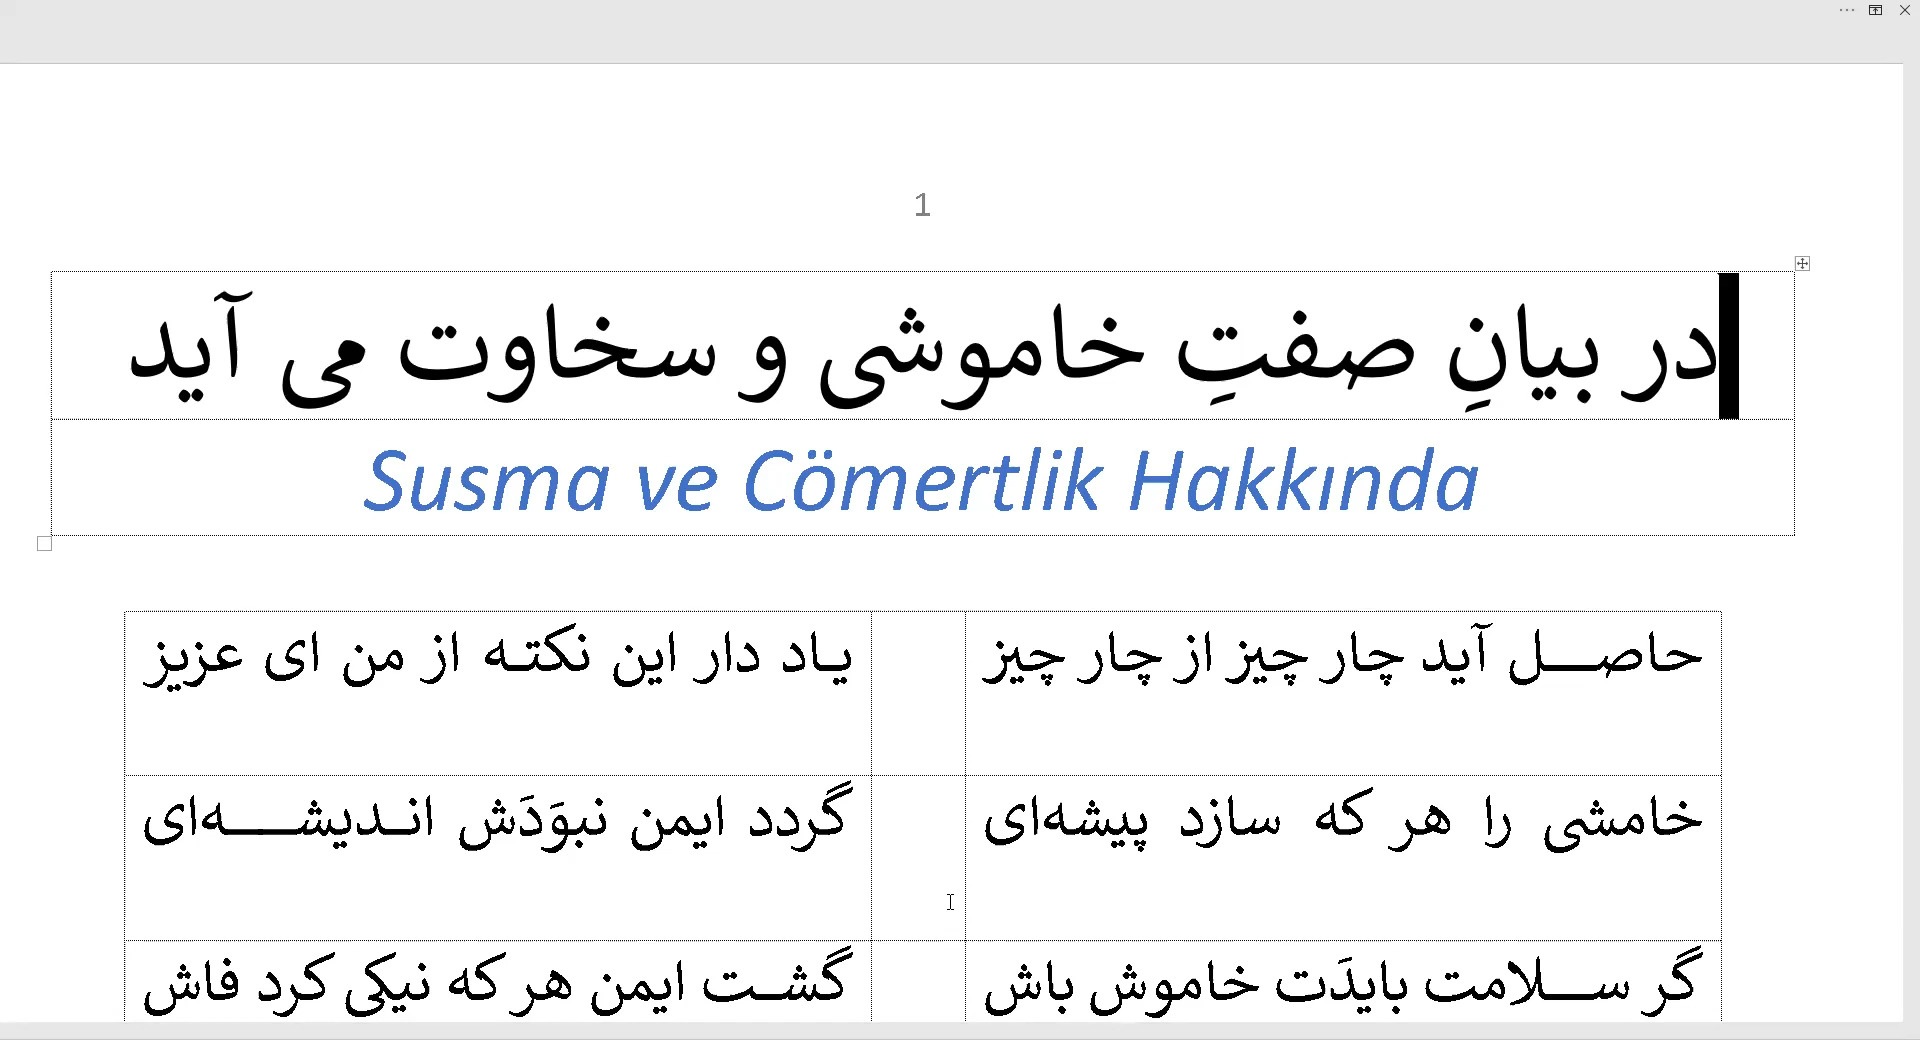 1
در بیانِ صفتِ خاموشی و سخاوت می آید
Susma ve Cömertlik Hakkında
حاصـــل آید چار چیز از چار چیز
یـاد دار این نکتـه از من ای عزیز
خامشی را هر که سازد پیشه‌ای
گردد ایمن نبوَدَش انـدیشــــه‌ای
گر ســـلامت بایدَت خاموش باش
گشــت ایمن هر که نیکی کرد فاش